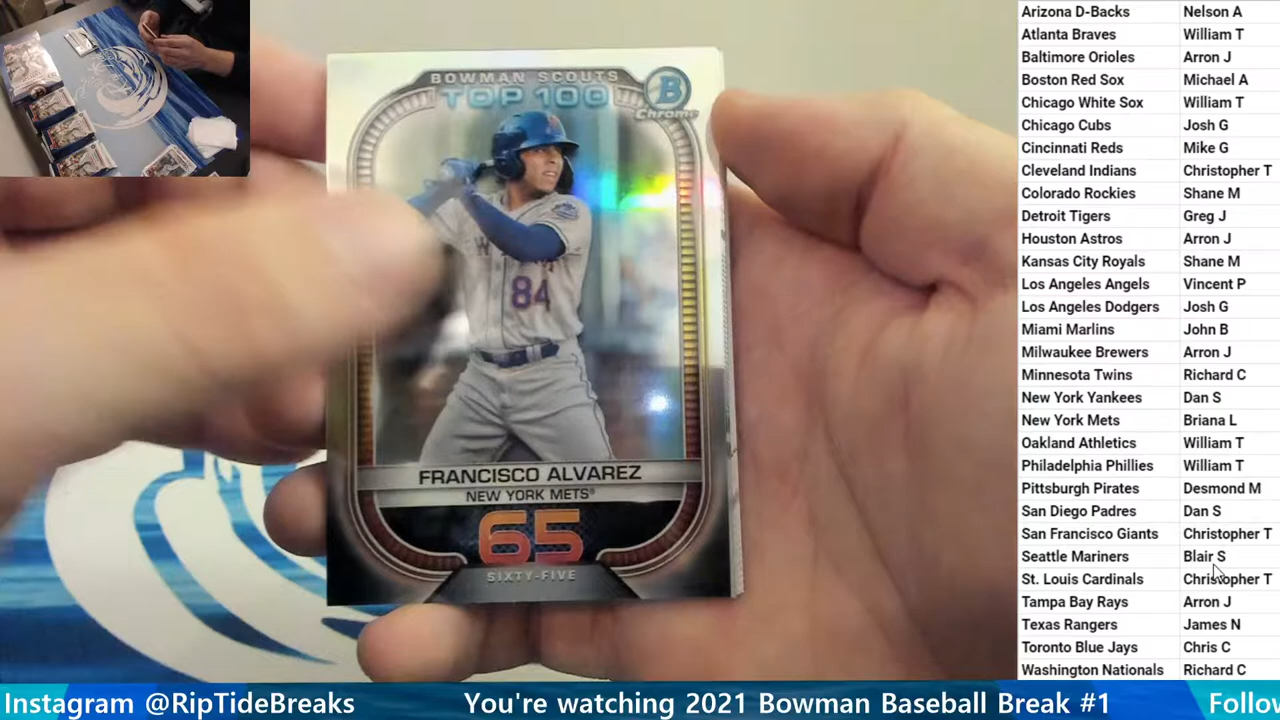 BOWMAN SCOUTS
TOP 100
B
Chrome
84
FRANCISCO ALVAREZ
NEW YORK METS®
65
SIXTY-FIVE
Arizona D-Backs Nelson A
Atlanta Braves William T
Baltimore Orioles Arron J
Boston Red Sox Michael A
Chicago White Sox William T
Chicago Cubs Josh G
Cincinnati Reds Mike G
Cleveland Indians Christopher T
Colorado Rockies Shane M
Detroit Tigers Greg J
Houston Astros Arron J
Kansas City Royals Shane M
Los Angeles Angels Vincent P
Los Angeles Dodgers Josh G
Miami Marlins John B
Milwaukee Brewers Arron J
Minnesota Twins Richard C
New York Yankees Dan S
New York Mets Briana L
Oakland Athletics William T
Philadelphia Phillies William T
Pittsburgh Pirates Desmond M
San Diego Padres Dan S
San Francisco Giants Christopher T
Seattle Mariners Blair S
St. Louis Cardinals Christopher T
Tampa Bay Rays Arron J
Texas Rangers James N
Toronto Blue Jays Chris C
Washington Nationals Richard C
Instagram @RipTideBreaks You're watching 2021 Bowman Baseball Break #1 Follow